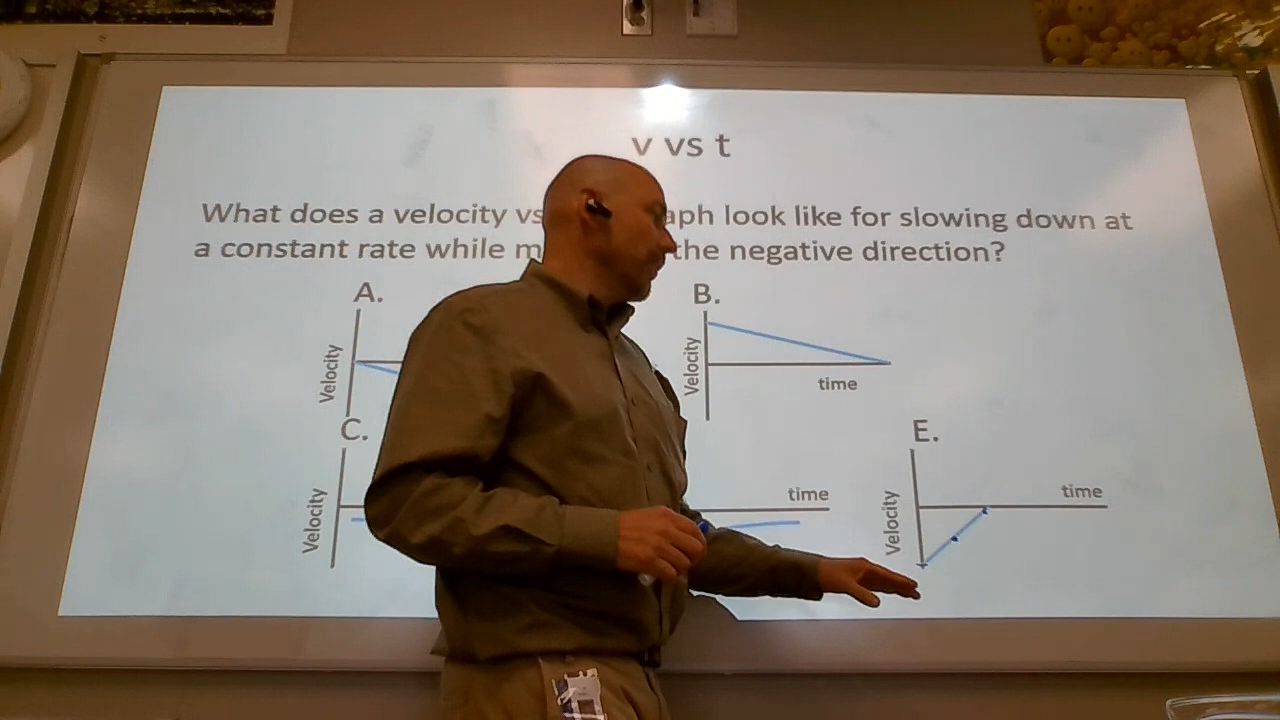 v vs t
What does a velocity vs aph look like for slowing down at
a constant rate while m the negative direction?
A.
B.
Velocity
Velocity
time
C.
E.
Velocity
time
Velocity
time